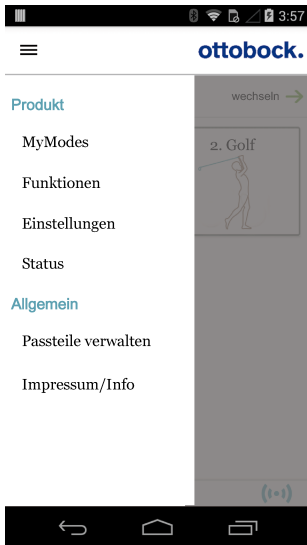 3:57
ottobock.
Produkt
wechseln
MyModes
2. Golf
Funktionen
Einstellungen
Status
Allgemein
Passteile verwalten
Impressum/Info